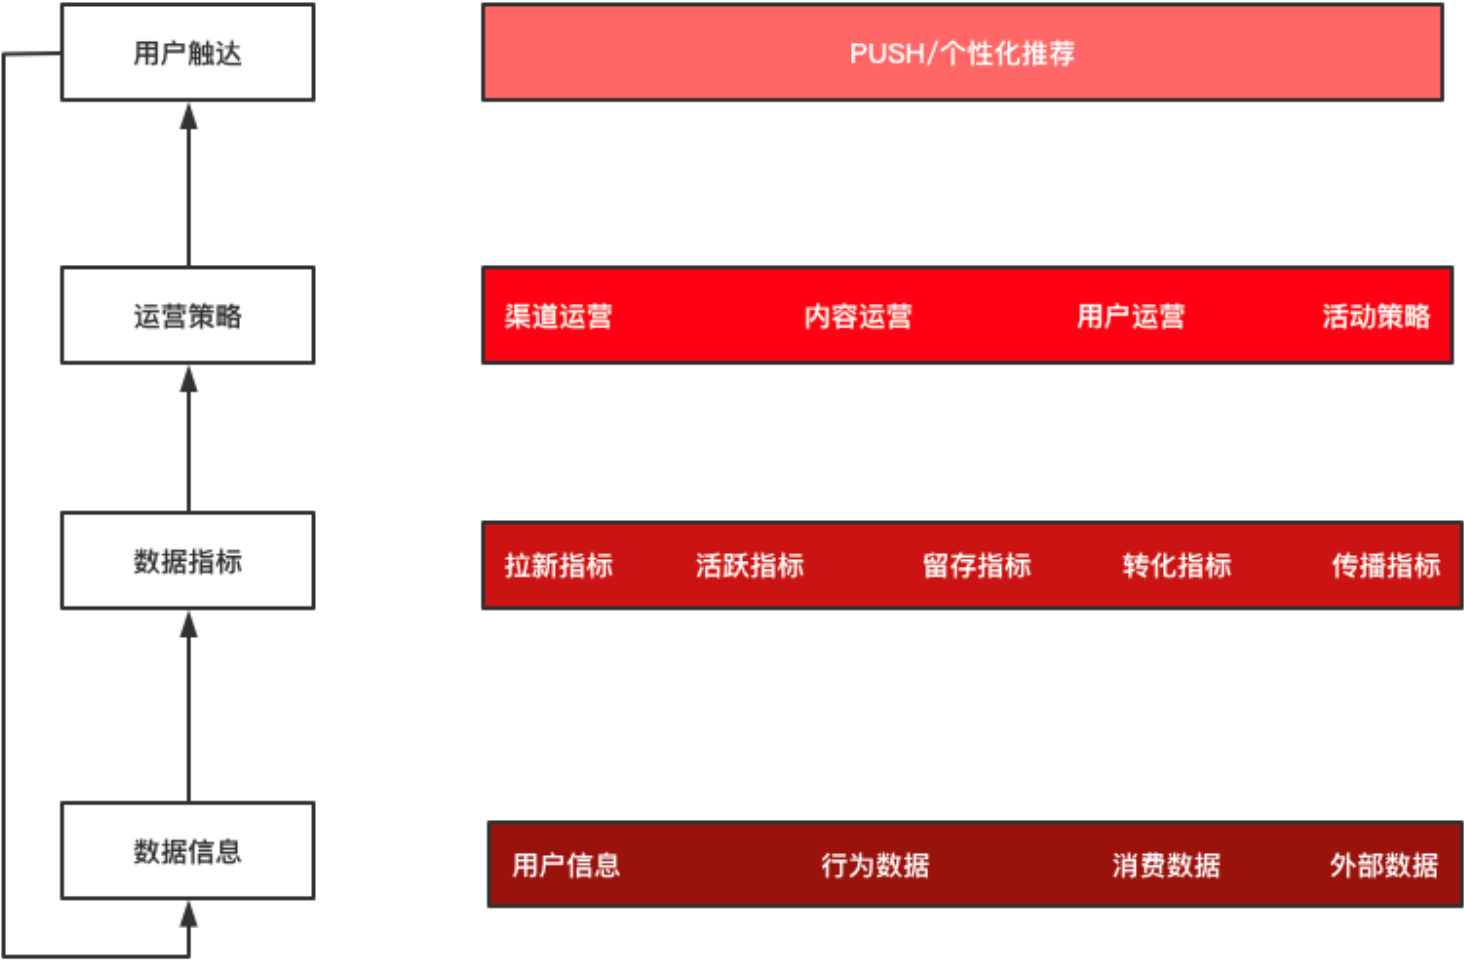 用户触达
PUSH/个性化推荐
运营策略
渠道运营 内容运营 用户运营 活动策略
数据指标
拉新指标 活跃指标 留存指标 转化指标 传播指标
数据信息
用户信息 行为数据 消费数据 外部数据